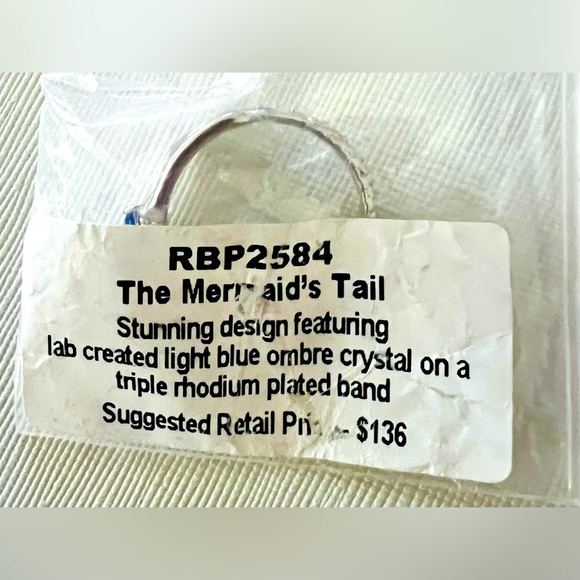 RBP2584
The Mermaid's Tail
Stunning design featuring
lab created light blue ombre crystal on a
triple rhodium plated band
Suggested Retail $136